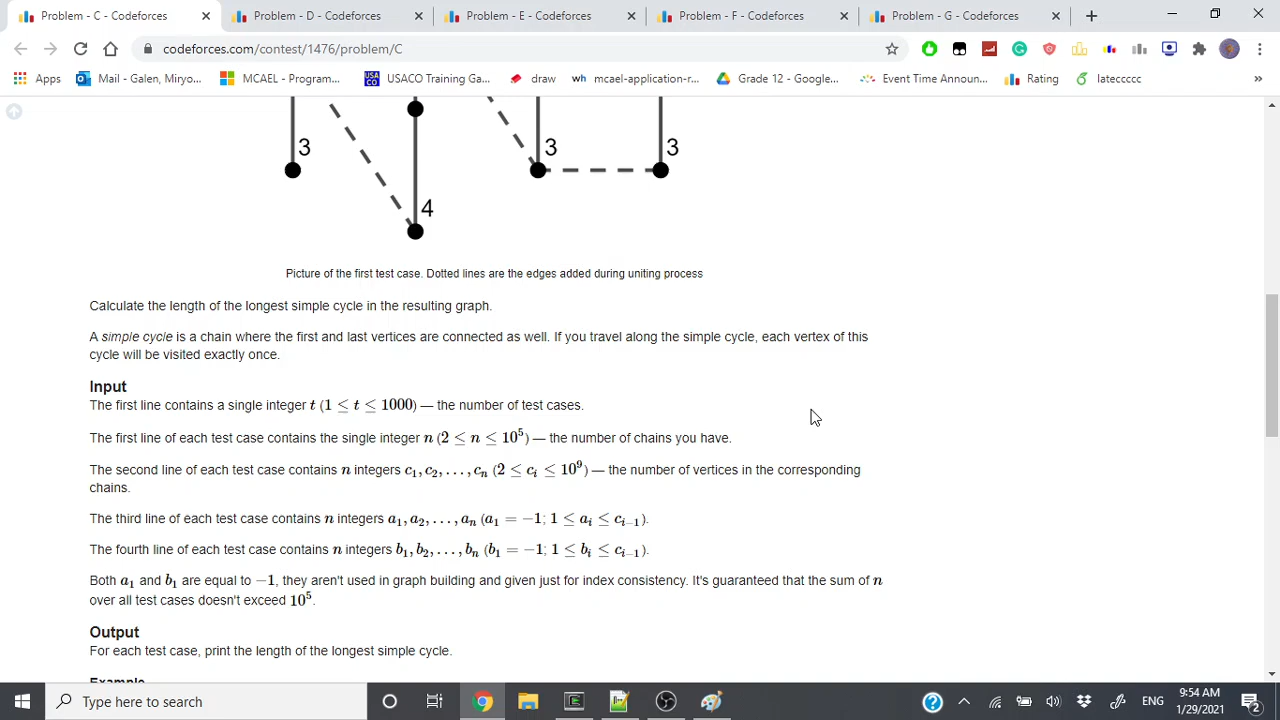 Problem - C - Codeforces
Problem - D - Codeforces
Problem - E - Codeforces
Problem - F - Codeforces
Problem - G - Codeforces
codeforces.com/contest/1476/problem/C
Apps
Mail - Galen, Miryo...
MCAEL - Program...
USACO Training Ga...
draw
wh mcael-application-r...
Grade 12 - Google...
Event Time Announ...
Rating
lateccccc
»
3
3
3
4
Picture of the first test case. Dotted lines are the edges added during uniting process
Calculate the length of the longest simple cycle in the resulting graph.
A simple cycle is a chain where the first and last vertices are connected as well. If you travel along the simple cycle, each vertex of this
cycle will be visited exactly once.
Input
The first line contains a single integer t (1 ≤ t ≤ 1000) — the number of test cases.
The first line of each test case contains the single integer n (2 ≤ n ≤ 10⁵) — the number of chains you have.
The second line of each test case contains n integers c₁, c₂, . . . , cₙ (2 ≤ cᵢ ≤ 10⁹) — the number of vertices in the corresponding
chains.
The third line of each test case contains n integers a₁, a₂, . . . , aₙ (a₁ = −1; 1 ≤ aᵢ ≤ cᵢ₋₁).
The fourth line of each test case contains n integers b₁, b₂, . . . , bₙ (b₁ = −1; 1 ≤ bᵢ ≤ cᵢ₋₁).
Both a₁ and b₁ are equal to −1, they aren't used in graph building and given just for index consistency. It's guaranteed that the sum of n
over all test cases doesn't exceed 10⁵.
Output
For each test case, print the length of the longest simple cycle.
Example
Type here to search
ENG
9:54 AM
1/29/2021
2